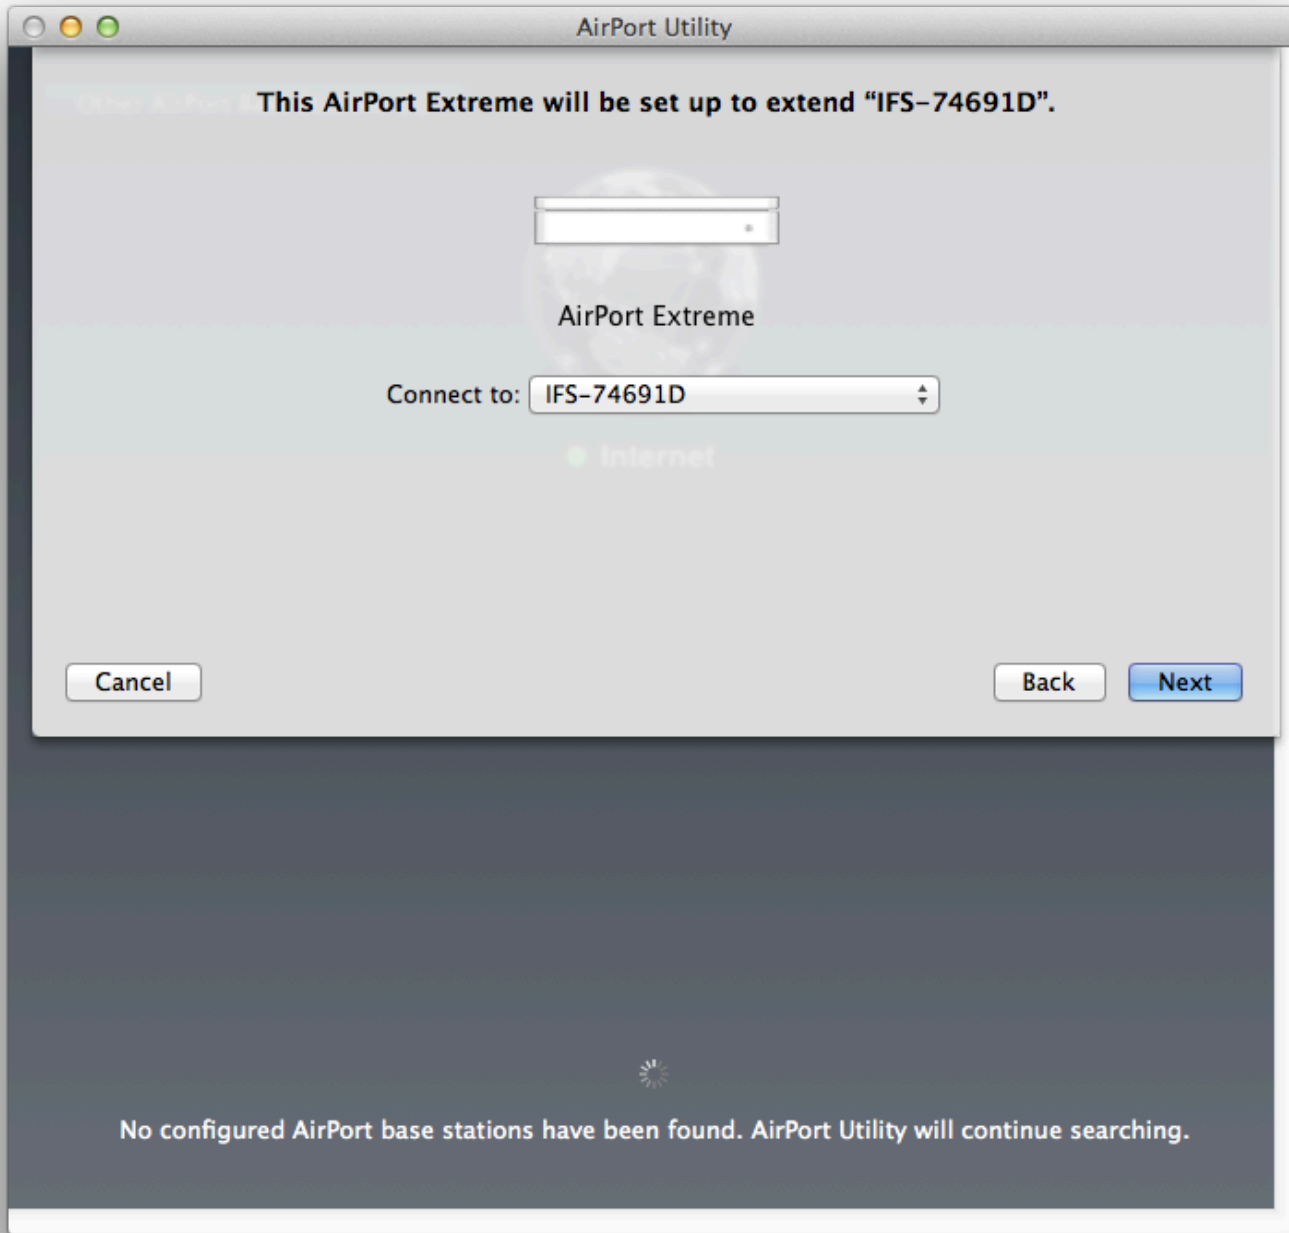 AirPort Utility
This AirPort Extreme will be set up to extend “IFS-74691D”.
AirPort Extreme
Connect to: IFS-74691D
Internet
Cancel Back Next
No configured AirPort base stations have been found. AirPort Utility will continue searching.